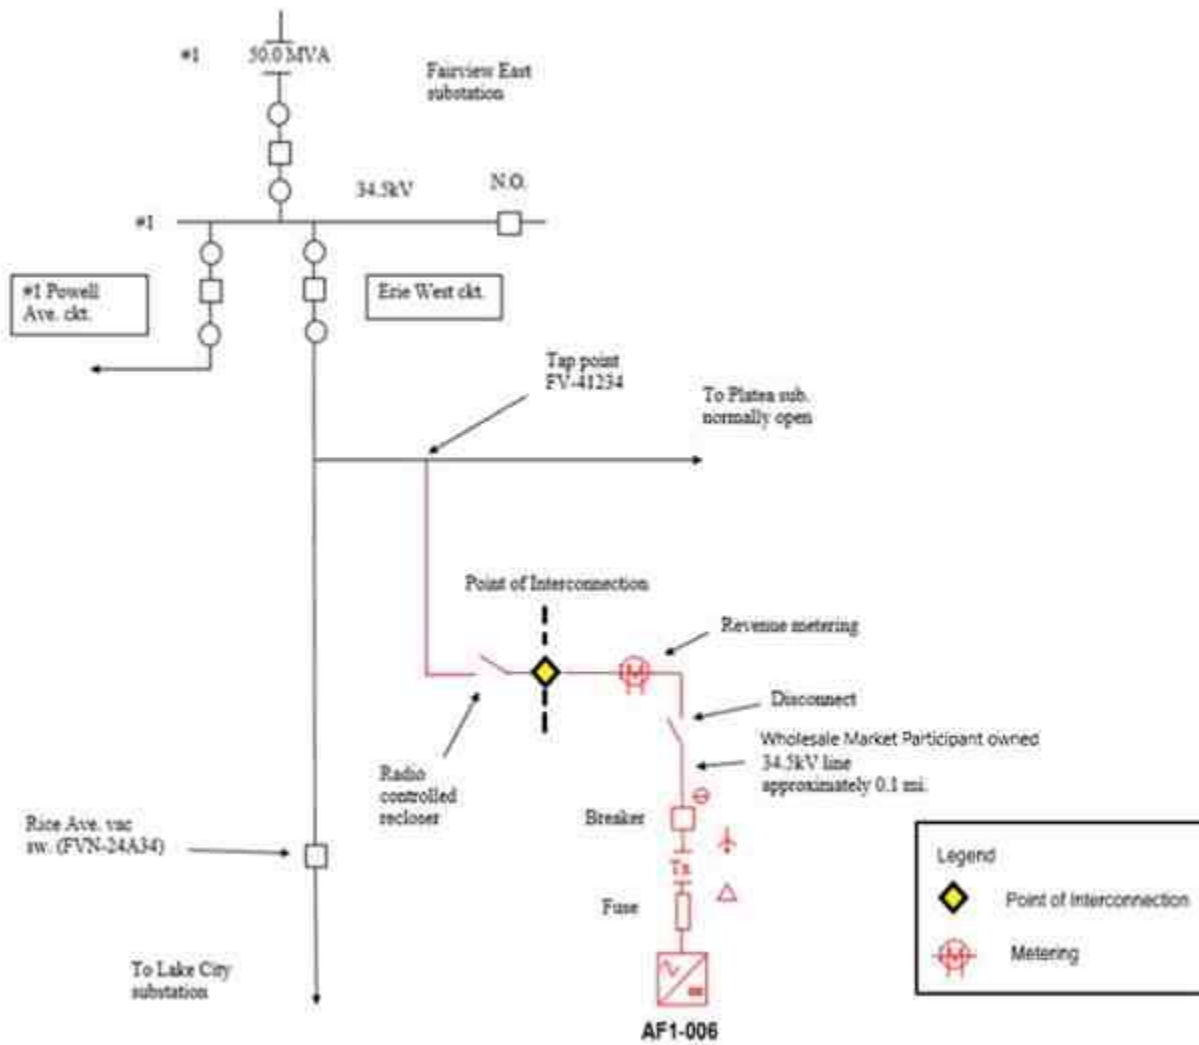 #1
50.0 MVA
Fairview East
substation
34.5kV
N.O.
#1
#1 Powell
Ave. ckt.
Erie West ckt.
Tap point
FV-41234
To Platea sub.
normally open
Point of Interconnection
Revenue metering
Disconnect
Wholesale Market Participant owned
34.5kV line
approximately 0.1 mi.
Radio
controlled
recloser
Breaker
Rice Ave. vac
sw. (FVN-24A34)
Tx
Fuse
Legend
Point of Interconnection
M
Metering
M
To Lake City
substation
AF1-006